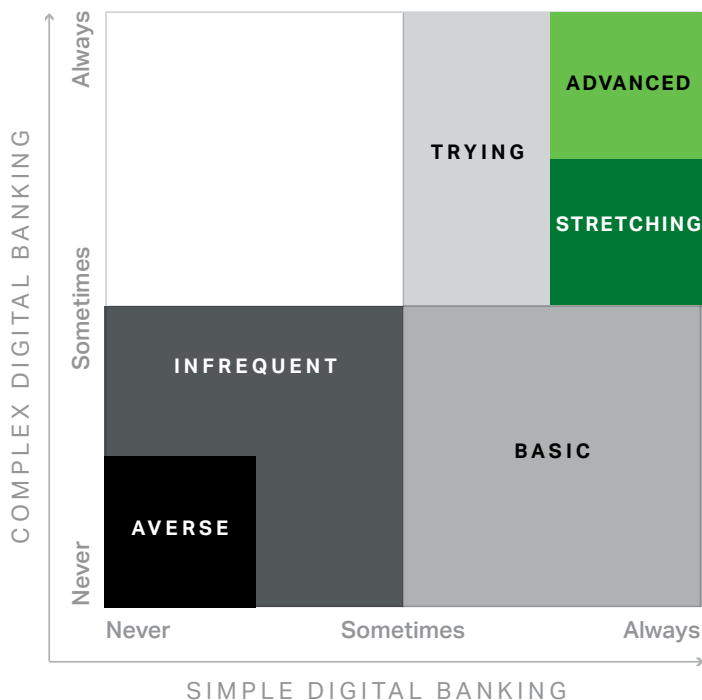 COMPLEX DIGITAL BANKING
Always
Sometimes
Never
ADVANCED
TRYING
STRETCHING
INFREQUENT
BASIC
AVERSE
Never
Sometimes
Always
SIMPLE DIGITAL BANKING